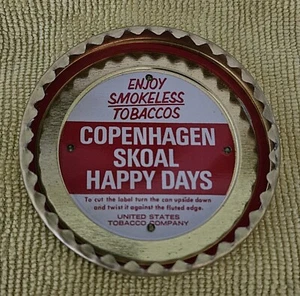 ENJOY
SMOKELESS
TOBACCOS
COPENHAGEN
SKOAL
HAPPY DAYS
To cut the label turn the can upside down
and twist it against the fluted edge.
UNITED STATES
TOBACCO COMPANY